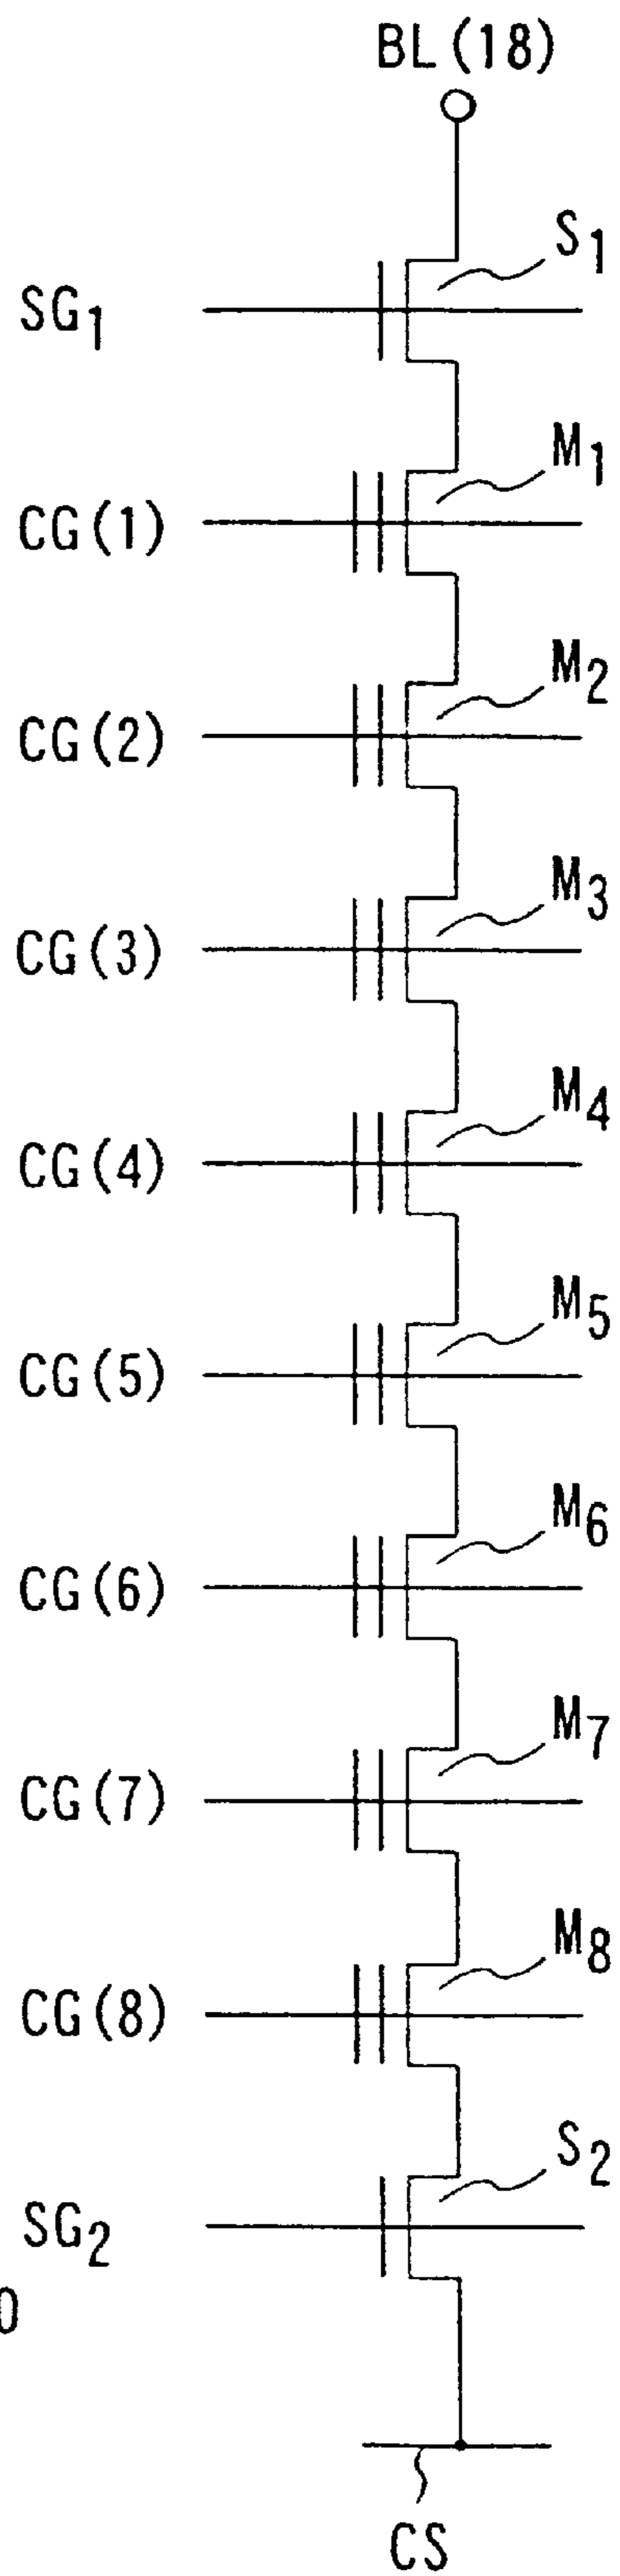 BL(18)
S1
SG1
M1
CG(1)
M2
CG(2)
M3
CG(3)
M4
CG(4)
M5
CG(5)
M6
CG(6)
M7
CG(7)
M8
CG(8)
S2
SG2
0
CS